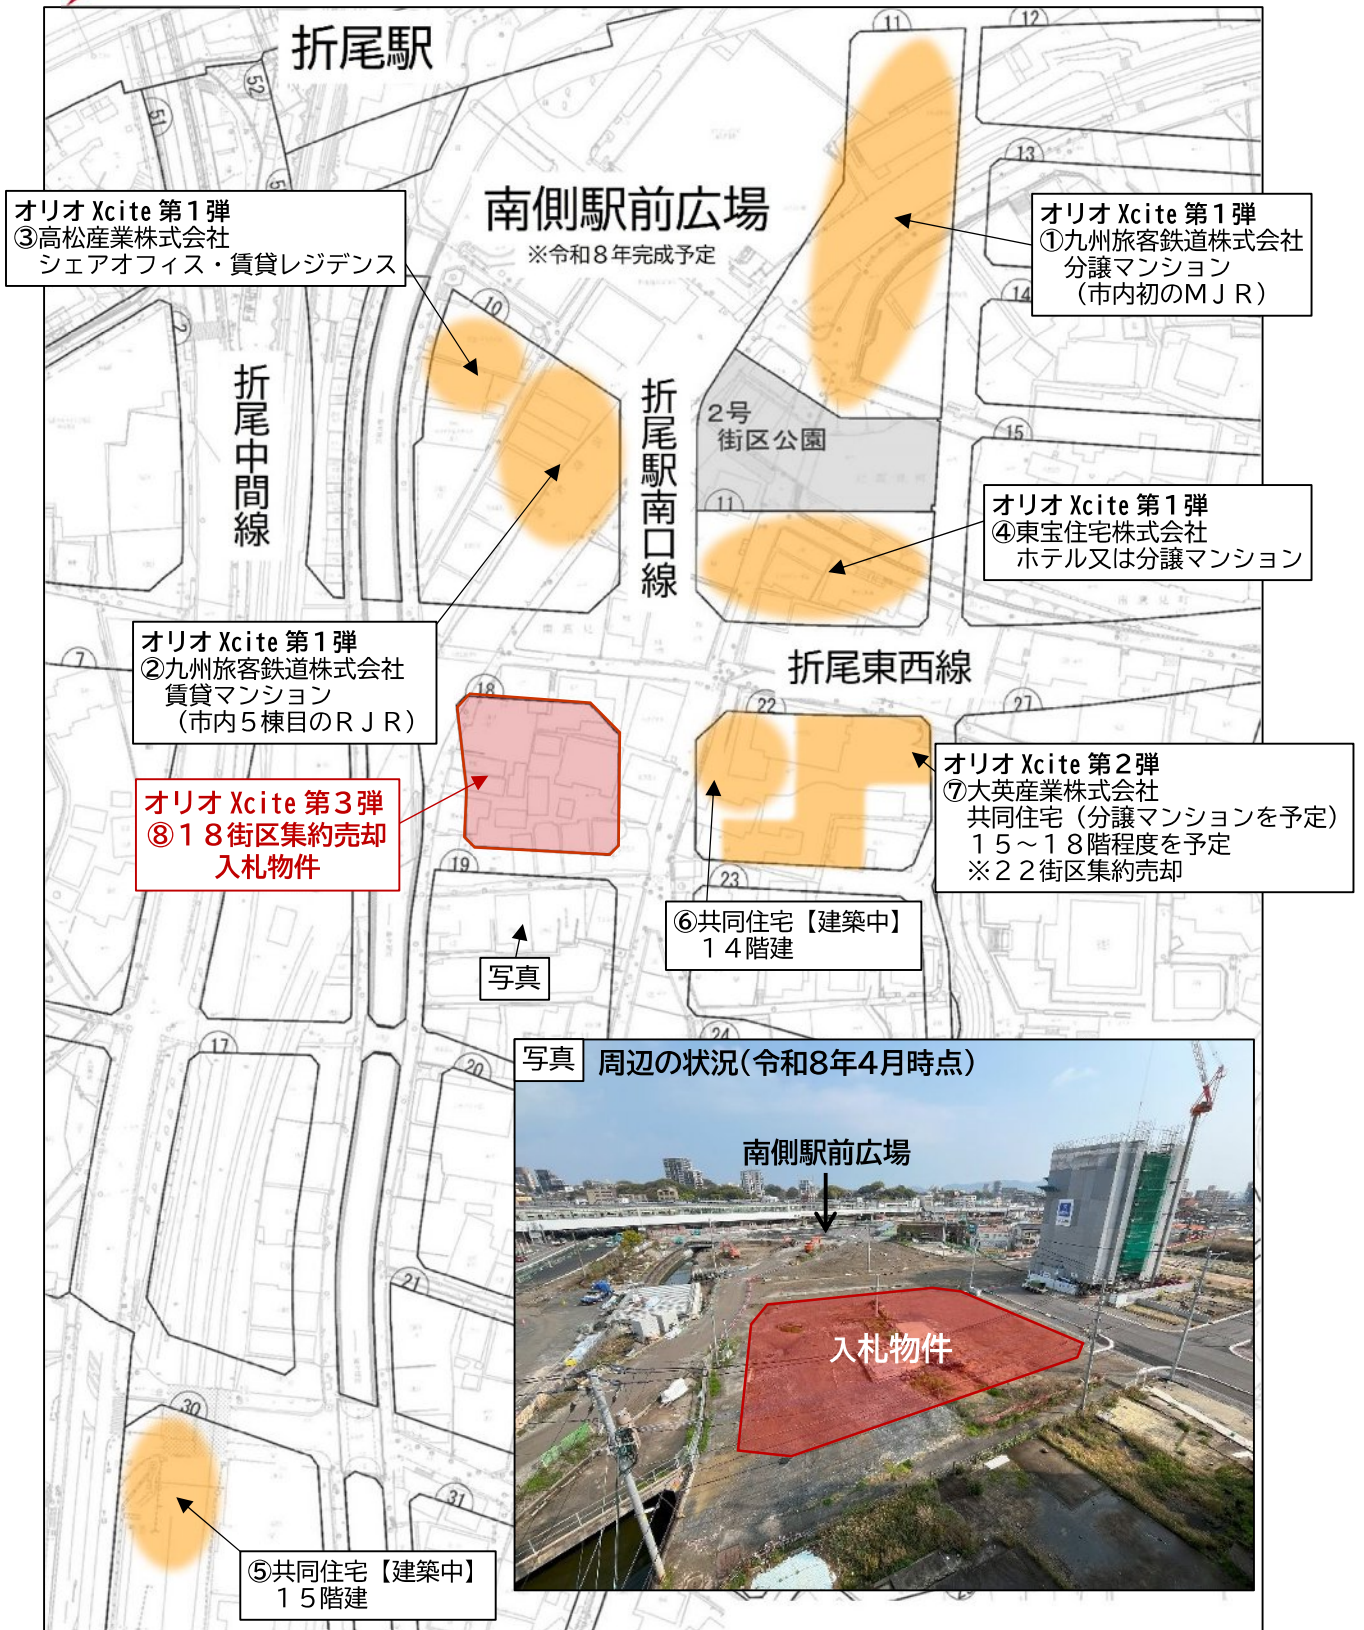 折尾駅
11
12
52
51
13
5
南側駅前広場
※令和8年完成予定
オリオ Xcite 第1弾
③高松産業株式会社
シェアオフィス・賃貸レジデンス
オリオ Xcite 第1弾
①九州旅客鉄道株式会社
分譲マンション
(市内初のMJR)
14
10
2
折尾中間線
折尾駅南口線
2号
街区公園
15
11
オリオ Xcite 第1弾
④東宝住宅株式会社
ホテル又は分譲マンション
オリオ Xcite 第1弾
②九州旅客鉄道株式会社
賃貸マンション
(市内5棟目のRJR)
7
折尾東西線
18
22
27
オリオ Xcite 第3弾
⑧18街区集約売却
入札物件
オリオ Xcite 第2弾
⑦大英産業株式会社
共同住宅(分譲マンションを予定)
15～18階程度を予定
※22街区集約売却
19
23
⑥共同住宅【建築中】
14階建
写真
17
20
24
写真
周辺の状況(令和8年4月時点)
南側駅前広場
入札物件
21
30
31
⑤共同住宅【建築中】
15階建